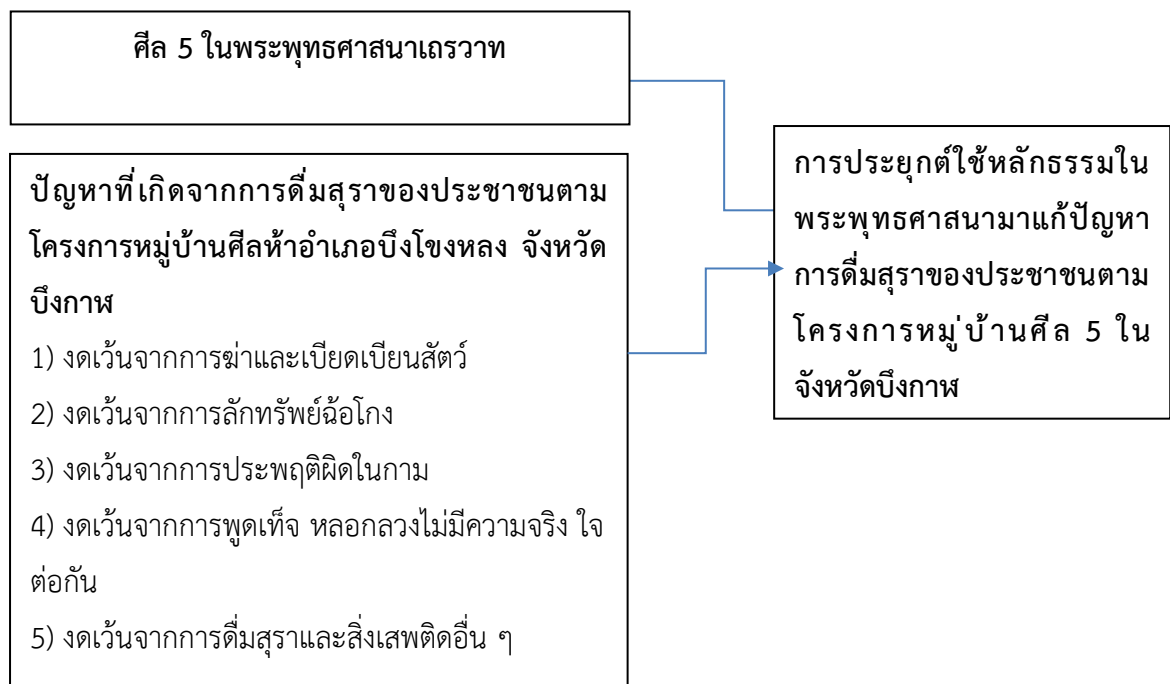 ศีล 5 ในพระพุทธศาสนาเถรวาท
ปัญหาที่เกิดจากการดื่มสุราของประชาชนตาม
โครงการหมู่บ้านศีลห้าอำเภอบึงโขงหลง จังหวัด
บึงกาฬ
1) งดเว้นจากการฆ่าและเบียดเบียนสัตว์
2) งดเว้นจากการลักทรัพย์ฉ้อโกง
3) งดเว้นจากการประพฤติผิดในกาม
4) งดเว้นจากการพูดเท็จ หลอกลวงไม่มีความจริง ใจ
ต่อกัน
5) งดเว้นจากการดื่มสุราและสิ่งเสพติดอื่น ๆ
การประยุกต์ใช้หลักธรรมใน
พระพุทธศาสนามาแก้ปัญหา
การดื่มสุราของประชาชนตาม
โครงการหมู่บ้านศีล 5 ใน
จังหวัดบึงกาฬ